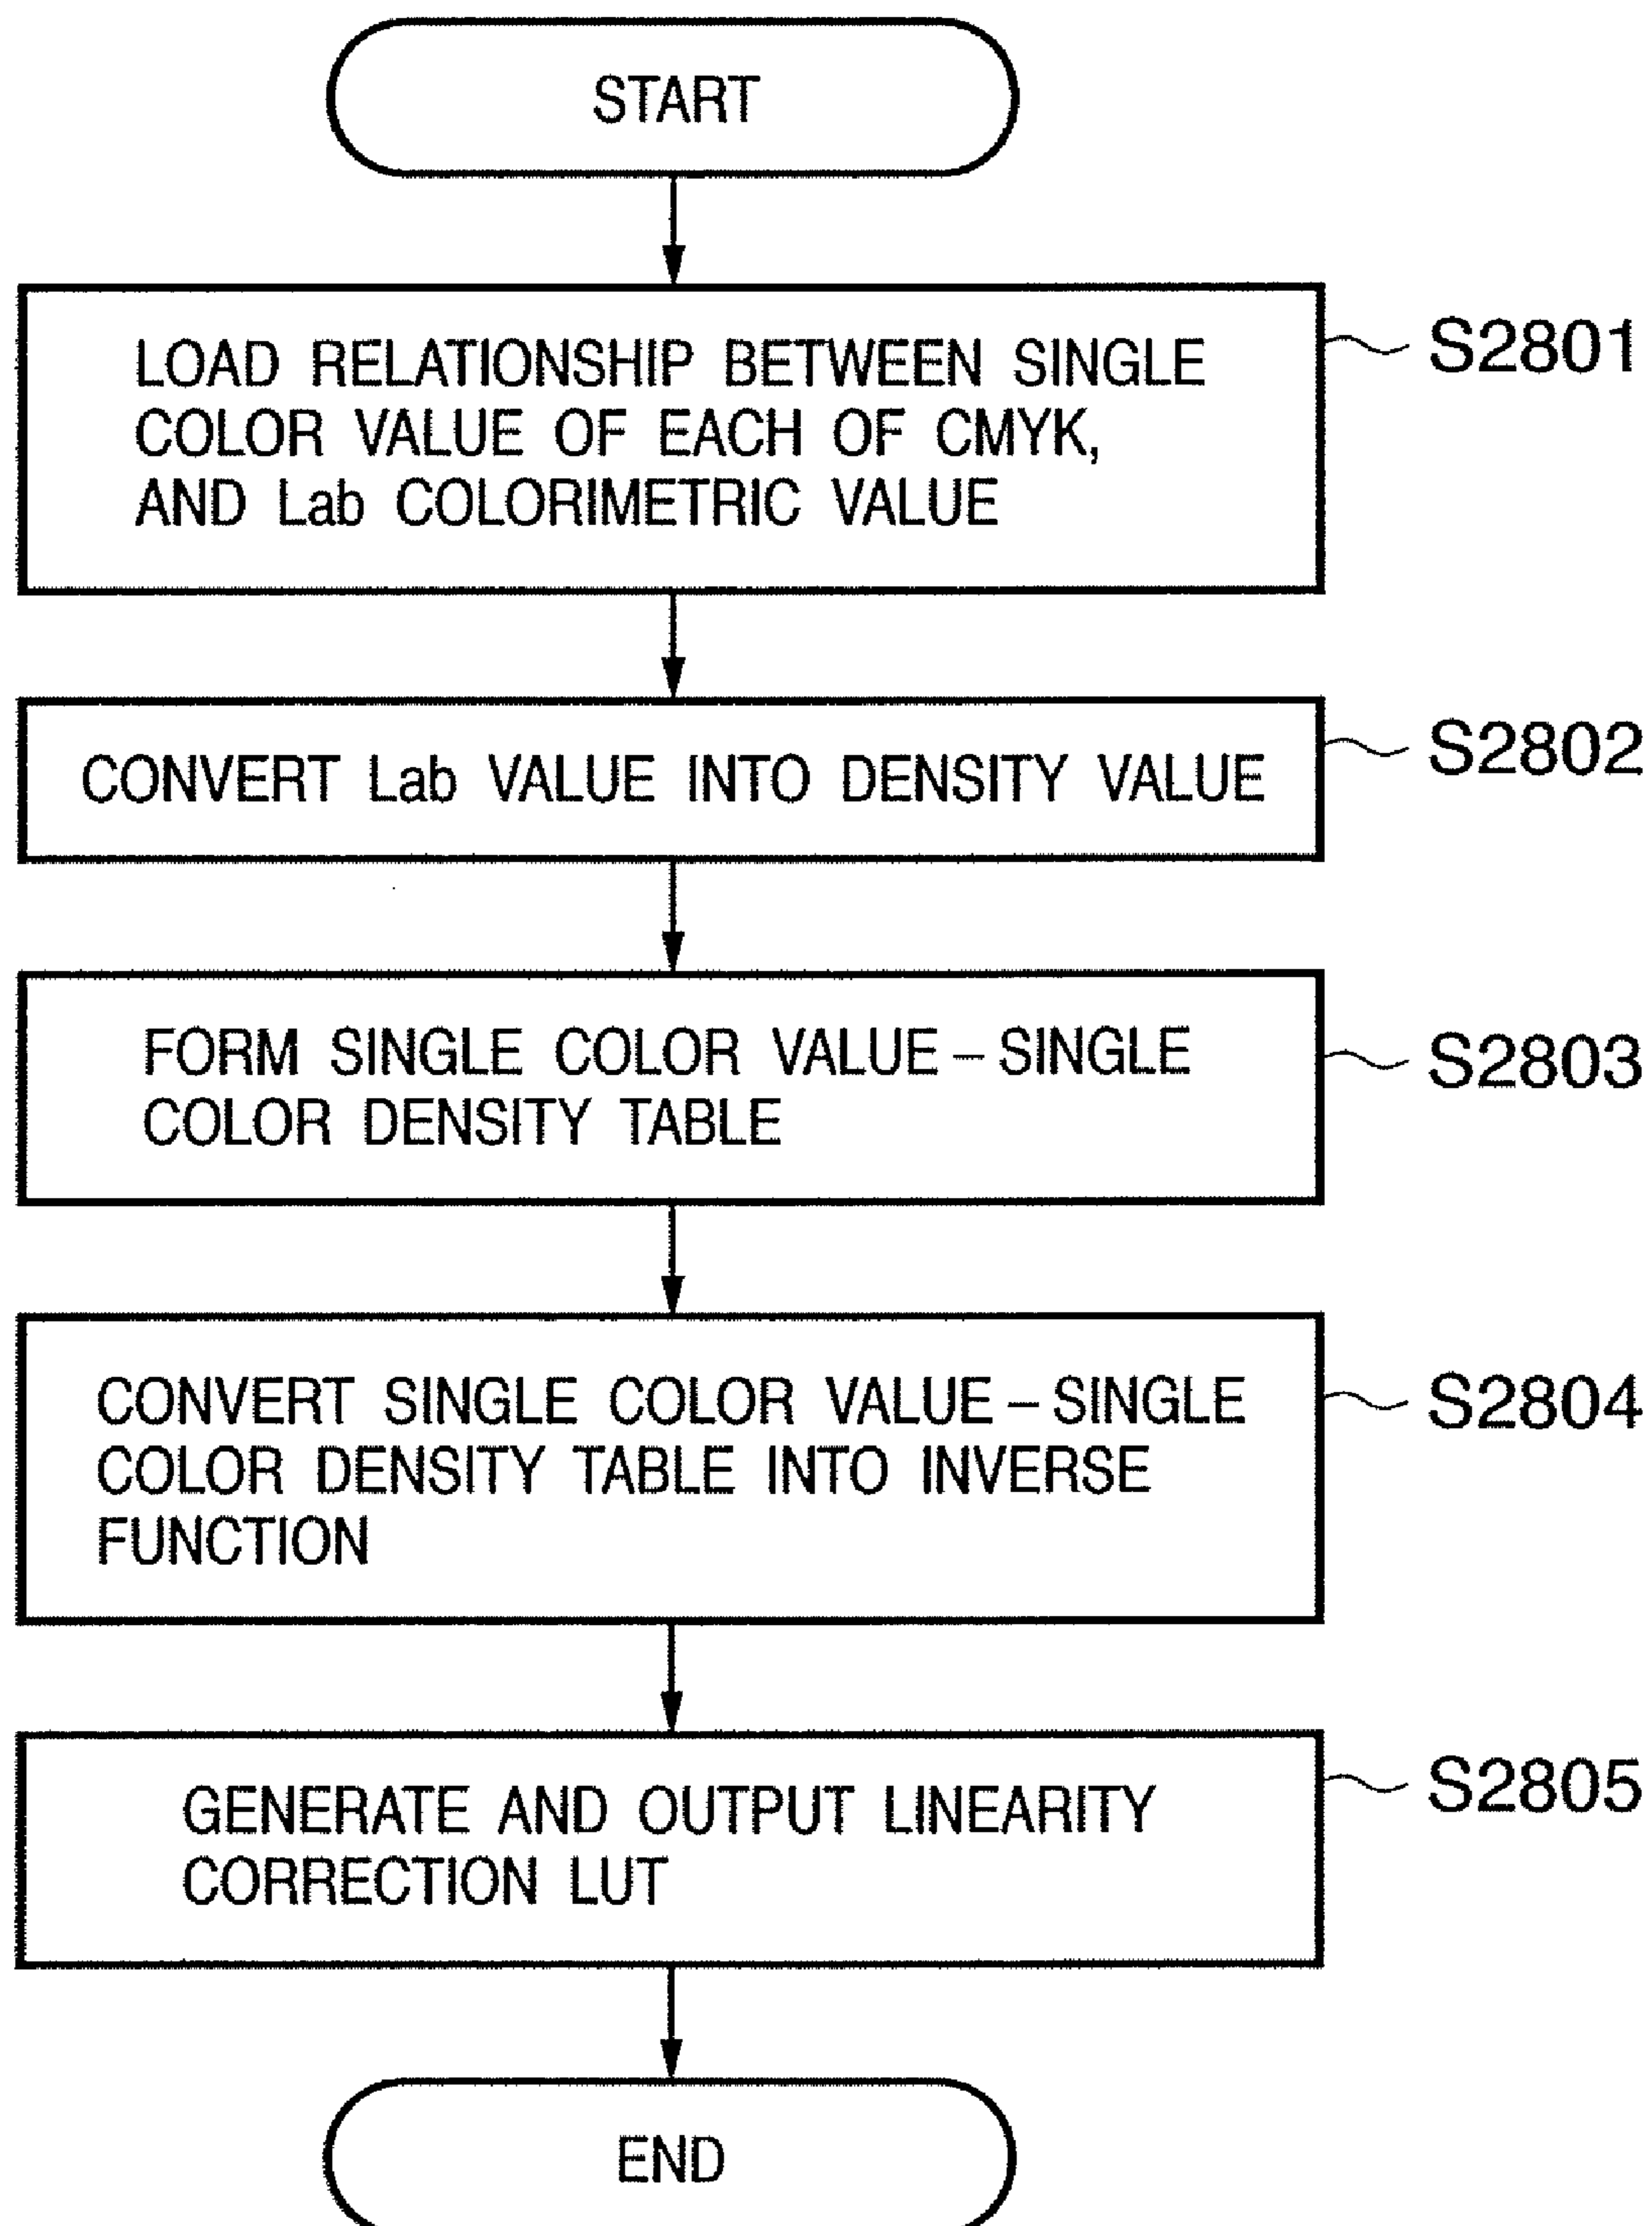 START
LOAD RELATIONSHIP BETWEEN SINGLE
COLOR VALUE OF EACH OF CMYK,
AND Lab COLORIMETRIC VALUE
S2801
CONVERT Lab VALUE INTO DENSITY VALUE
S2802
FORM SINGLE COLOR VALUE – SINGLE
COLOR DENSITY TABLE
S2803
CONVERT SINGLE COLOR VALUE – SINGLE
COLOR DENSITY TABLE INTO INVERSE
FUNCTION
S2804
GENERATE AND OUTPUT LINEARITY
CORRECTION LUT
S2805
END